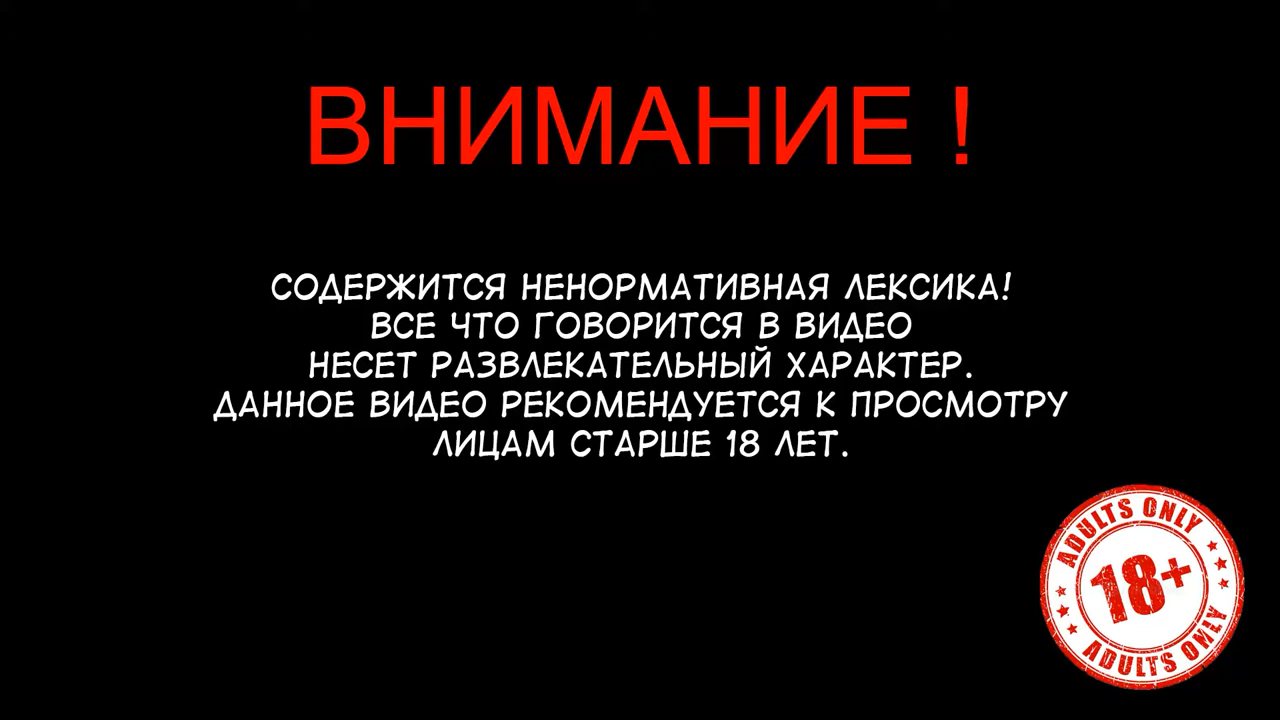 ВНИМАНИЕ !
СОДЕРЖИТСЯ НЕНОРМАТИВНАЯ ЛЕКСИКА!
ВСЕ ЧТО ГОВОРИТСЯ В ВИДЕО
НЕСЕТ РАЗВЛЕКАТЕЛЬНЫЙ ХАРАКТЕР.
ДАННОЕ ВИДЕО РЕКОМЕНДУЕТСЯ К ПРОСМОТРУ
ЛИЦАМ СТАРШЕ 18 ЛЕТ.
ADULTS ONLY
18+
ADULTS ONLY